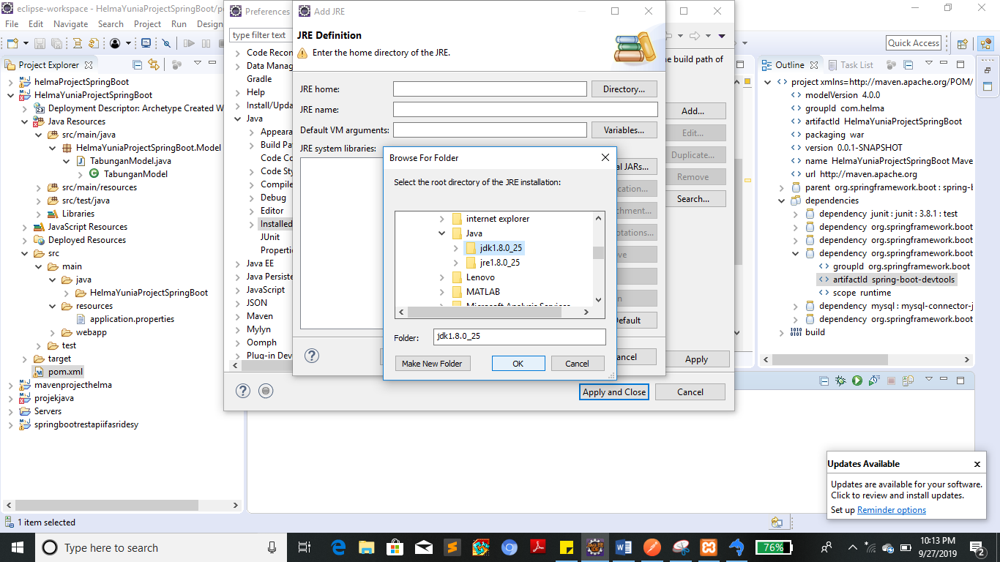 eclipse-workspace - HelmaYuniaProjectSpringBoot/po
File Edit Navigate Search Project Run Design
Quick Access
Project Explorer
helmaProjectSpringBoot
HelmaYuniaProjectSpringBoot
Deployment Descriptor: Archetype Created W
Java Resources
src/main/java
HelmaYuniaProjectSpringBoot.Model
TabunganModel.java
TabunganModel
src/main/resources
src/test/java
Libraries
JavaScript Resources
Deployed Resources
src
main
java
HelmaYuniaProjectSpringBoot
resources
application.properties
webapp
test
target
pom.xml
mavenprojecthelma
projekjava
Servers
springbootrestapiifasridesy
1 item selected
Preferences
type filter text
Code Recon
Data Manag
Gradle
Help
Install/Upda
Java
Appeara
Build Pat
Code Co
Code Sty
Compile
Debug
Editor
Installed
JUnit
Properti
Java EE
Java Persiste
JavaScript
JSON
Maven
Mylyn
Oomph
Plug-in Dev
he build path of
Add...
Edit...
Duplicate...
Remove
Search...
Apply
Apply and Close
Cancel
Add JRE
JRE Definition
Enter the home directory of the JRE.
JRE home:
Directory...
JRE name:
Default VM arguments:
Variables...
JRE system libraries:
al JARs...
cation...
hment...
otations...
ve
n
Default
ancel
Browse For Folder
Select the root directory of the JRE installation:
internet explorer
Java
jdk1.8.0_25
jre1.8.0_25
Lenovo
MATLAB
Microsoft Analysis Services
Folder: jdk1.8.0_25
Make New Folder
OK
Cancel
Outline
Task List
project xmlns=http://maven.apache.org/POM/
modelVersion 4.0.0
groupId com.helma
artifactId HelmaYuniaProjectSpringBoot
packaging war
version 0.0.1-SNAPSHOT
name HelmaYuniaProjectSpringBoot Mave
url http://maven.apache.org
parent org.springframework.boot : spring-b
dependencies
dependency junit : junit : 3.8.1 : test
dependency org.springframework.boot
dependency org.springframework.boot
dependency org.springframework.boot
groupId org.springframework.boot
artifactId spring-boot-devtools
scope runtime
dependency mysql : mysql-connector-j
dependency org.springframework.boot
build
Updates Available
Updates are available for your software.
Click to review and install updates.
Set up Reminder options
Type here to search
76%
10:13 PM
9/27/2019
2